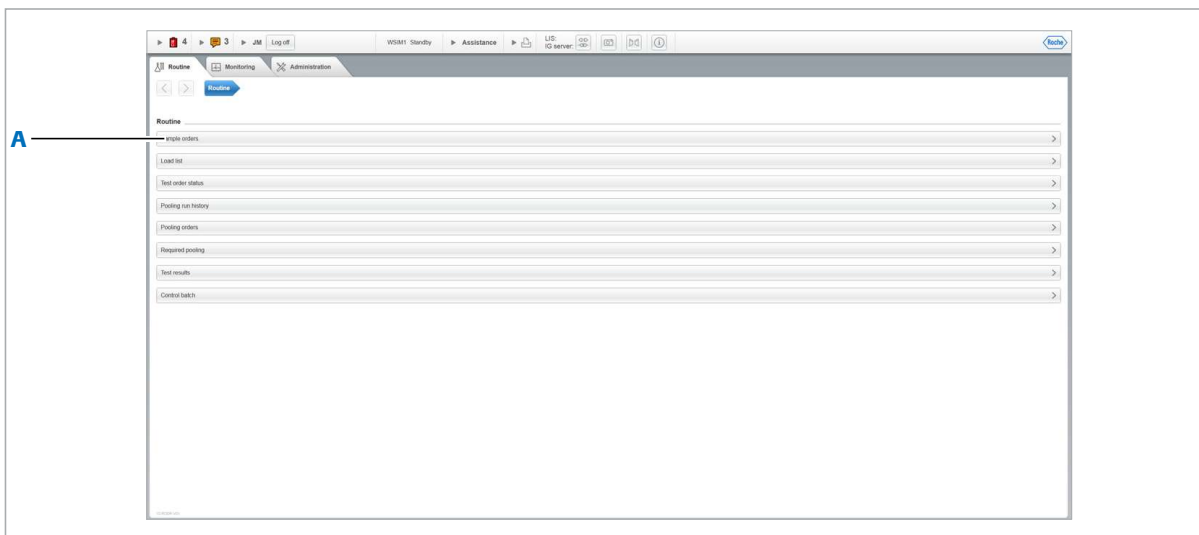 4 3 JM Log off WSIM1 Standby Assistance LIS:
IG server: Roche
Routine Monitoring Administration
Routine
Routine
A
mple orders
Load list
Test order status
Pooling run history
Pooling orders
Required pooling
Test results
Control batch